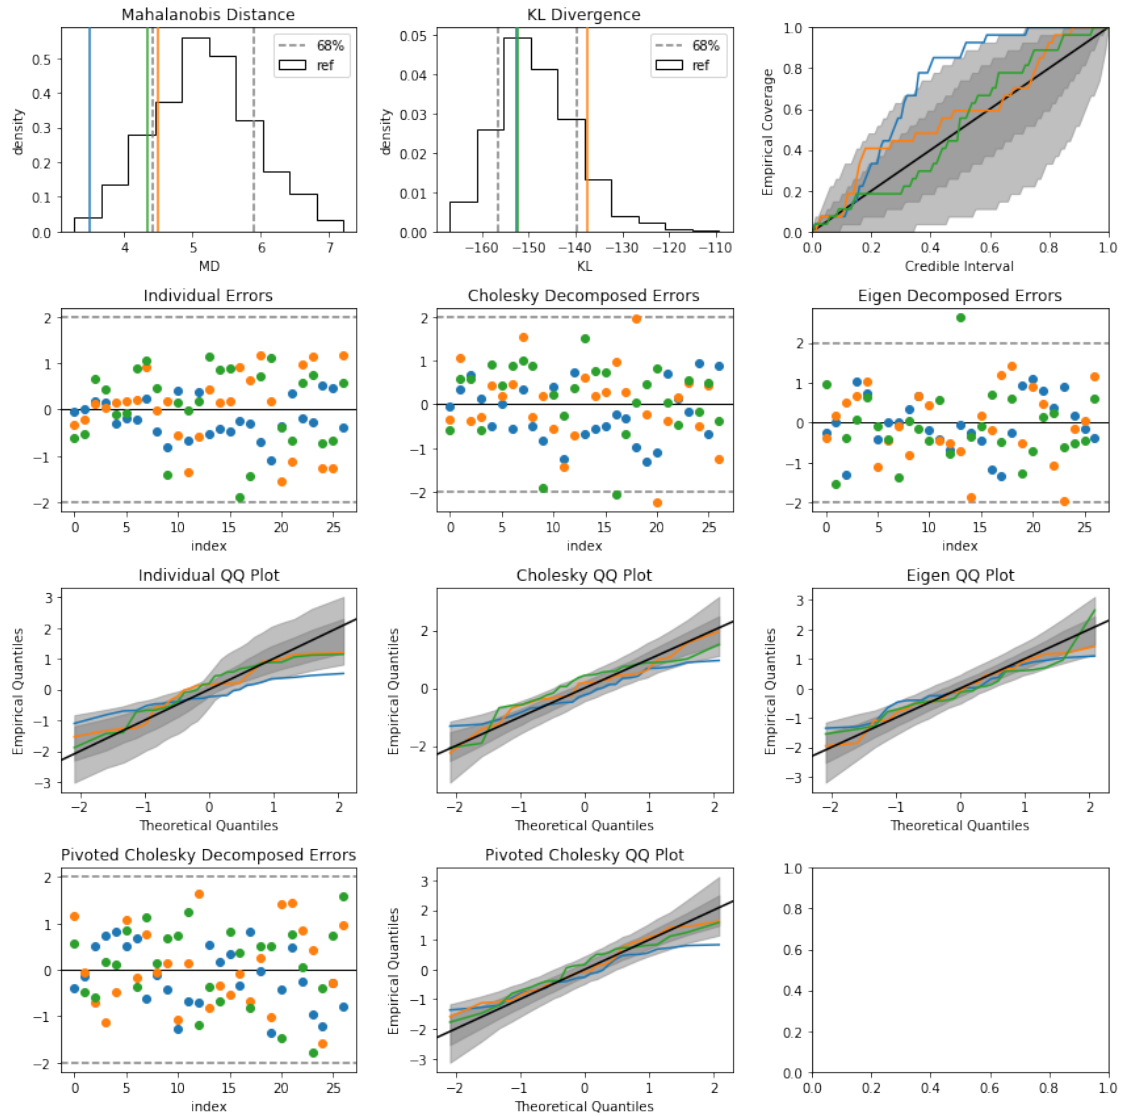 Mahalanobis Distance
0.5
0.4
0.3
0.2
0.1
0.0
density
4
5
6
7
MD
68%
ref
KL Divergence
0.05
0.04
0.03
0.02
0.01
0.00
density
−160 −150 −140 −130 −120 −110
KL
68%
ref
1.0
0.8
0.6
0.4
0.2
0.0
Empirical Coverage
0.0 0.2 0.4 0.6 0.8 1.0
Credible Interval
Individual Errors
2
1
0
−1
−2
0 5 10 15 20 25
index
Cholesky Decomposed Errors
2
1
0
−1
−2
0 5 10 15 20 25
index
Eigen Decomposed Errors
2
1
0
−1
−2
0 5 10 15 20 25
index
Individual QQ Plot
3
2
1
0
−1
−2
−3
Empirical Quantiles
−2 −1 0 1 2
Theoretical Quantiles
Cholesky QQ Plot
2
0
−2
Empirical Quantiles
−2 −1 0 1 2
Theoretical Quantiles
Eigen QQ Plot
3
2
1
0
−1
−2
−3
Empirical Quantiles
−2 −1 0 1 2
Theoretical Quantiles
Pivoted Cholesky Decomposed Errors
2
1
0
−1
−2
0 5 10 15 20 25
index
Pivoted Cholesky QQ Plot
3
2
1
0
−1
−2
−3
Empirical Quantiles
−2 −1 0 1 2
Theoretical Quantiles
1.0
0.8
0.6
0.4
0.2
0.0
0.0 0.2 0.4 0.6 0.8 1.0